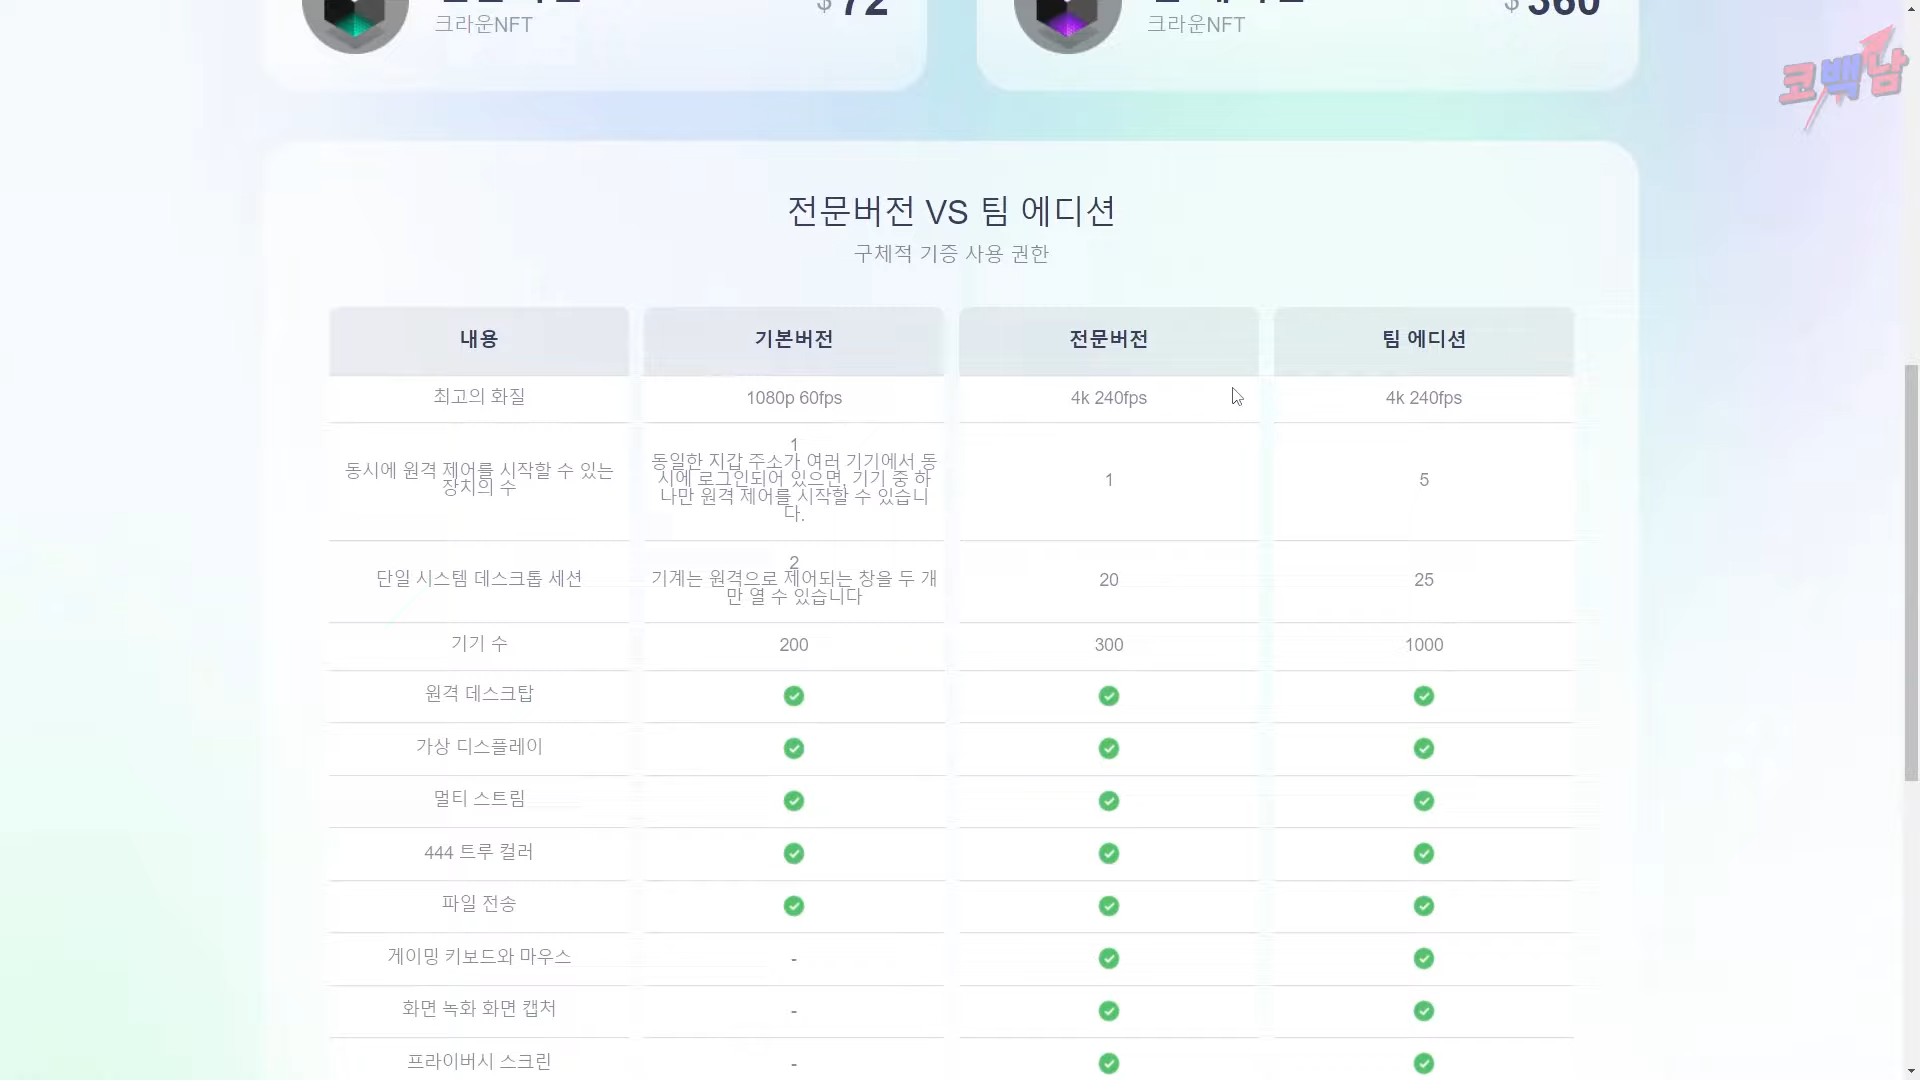 $ 72
크라운NFT
$ 360
크라운NFT
코백남
전문버전 VS 팀 에디션
구체적 기증 사용 권한
내용 기본버전 전문버전 팀 에디션
최고의 화질 1080p 60fps 4k 240fps 4k 240fps
동시에 원격 제어를 시작할 수 있는
장치의 수
1
동일한 지갑 주소가 여러 기기에서 동
시에 로그인되어 있으면, 기기 중 하
나만 원격 제어를 시작할 수 있습니
다.
1
5
단일 시스템 데스크톱 세션
2
기계는 원격으로 제어되는 창을 두 개
만 열 수 있습니다
20
25
기기 수 200 300 1000
원격 데스크탑
가상 디스플레이
멀티 스트림
444 트루 컬러
파일 전송
게이밍 키보드와 마우스 -
화면 녹화 화면 캡처 -
프라이버시 스크린 -